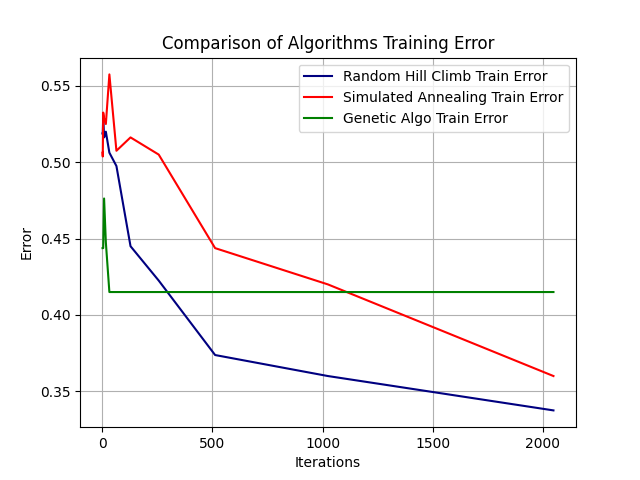 Comparison of Algorithms Training Error
Random Hill Climb Train Error
Simulated Annealing Train Error
Genetic Algo Train Error
0.55
0.50
0.45
0.40
0.35
Error
0
500
1000
1500
2000
Iterations